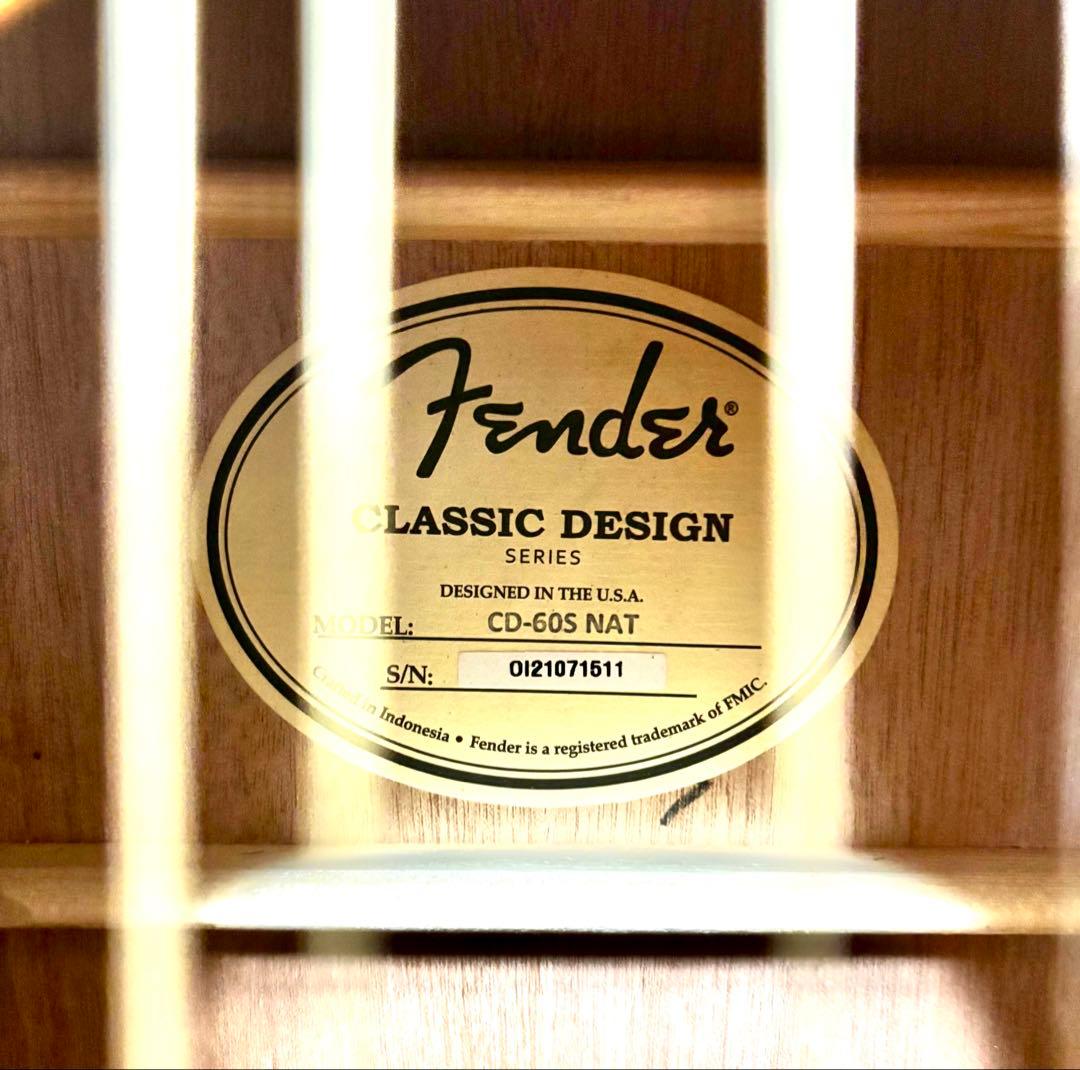 Fender®
CLASSIC DESIGN
SERIES
DESIGNED IN THE U.S.A.
MODEL: CD-60S NAT
S/N: OI21071511
Crafted in Indonesia • Fender is a registered trademark of FMIC.